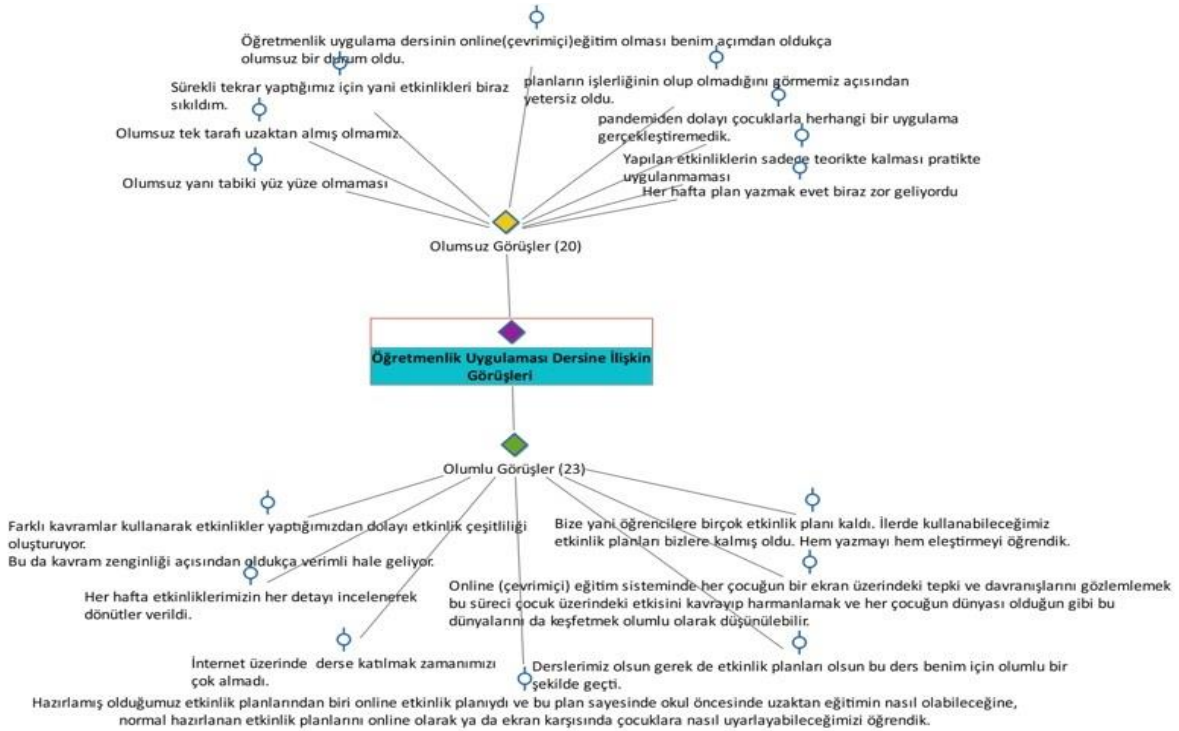 Öğretmenlik uygulama dersinin online(çevrimiçi)eğitim olması benim açımdan oldukça
olumsuz bir durum oldu.
Sürekli tekrar yaptığımız için yani etkinlikleri biraz
sıkıldım.
Olumsuz tek tarafı uzaktan almış olmamız.
Olumsuz yanı tabiki yüz yüze olmaması
planların işlerliğinin olup olmadığını görmemiz açısından
yetersiz oldu.
pandemiden dolayı çocuklarla herhangi bir uygulama
gerçekleştiremedik.
Yapılan etkinliklerin sadece teorikte kalması pratikte
uygulanmaması
Her hafta plan yazmak evet biraz zor geliyordu
Olumsuz Görüşler (20)
Öğretmenlik Uygulaması Dersine İlişkin
Görüşleri
Olumlu Görüşler (23)
Farklı kavramlar kullanarak etkinlikler yaptığımızdan dolayı etkinlik çeşitliliği
oluşturuyor.
Bu da kavram zenginliği açısından oldukça verimli hale geliyor.
Her hafta etkinliklerimizin her detayı incelenerek
dönütler verildi.
İnternet üzerinde derse katılmak zamanımızı
çok almadı.
Hazırlamış olduğumuz etkinlik planlarından biri online etkinlik planıydı ve bu plan sayesinde okul öncesinde uzaktan eğitimin nasıl olabileceğine,
normal hazırlanan etkinlik planlarını online olarak ya da ekran karşısında çocuklara nasıl uyarlayabileceğimizi öğrendik.
Bize yani öğrencilere birçok etkinlik planı kaldı. İlerde kullanabileceğimiz
etkinlik planları bizlere kalmış oldu. Hem yazmayı hem eleştirmeyi öğrendik.
Online (çevrimiçi) eğitim sisteminde her çocuğun bir ekran üzerindeki tepki ve davranışlarını gözlemlemek
bu süreci çocuk üzerindeki etkisini kavrayıp harmanlamak ve her çocuğun dünyası olduğun gibi bu
dünyalarını da keşfetmek olumlu olarak düşünülebilir.
Derslerimiz olsun gerek de etkinlik planları olsun bu ders benim için olumlu bir
şekilde geçti.